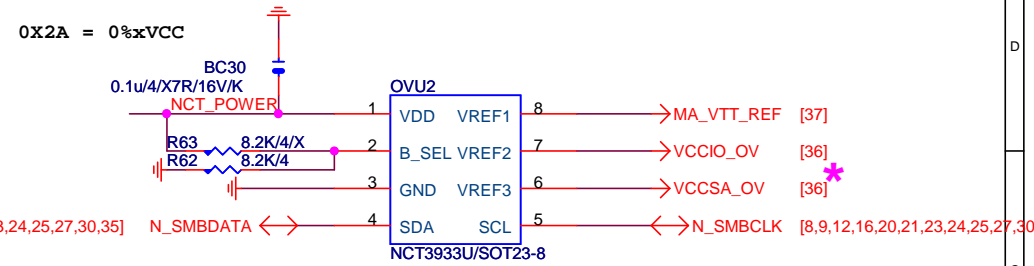 0X2A = 0%xVCC
D
BC30
0.1u/4/X7R/16V/K
OVU2
NCT_POWER
1 VDD VREF1 8 MA_VTT_REF [37]
R63 8.2K/4/X
2 B_SEL VREF2 7 VCCIO_OV [36]
R62 8.2K/4
3 GND VREF3 6 VCCSA_OV [36] *
,24,25,27,30,35] N_SMBDATA 4 SDA SCL 5 N_SMBCLK [8,9,12,16,20,21,23,24,25,27,30
NCT3933U/SOT23-8